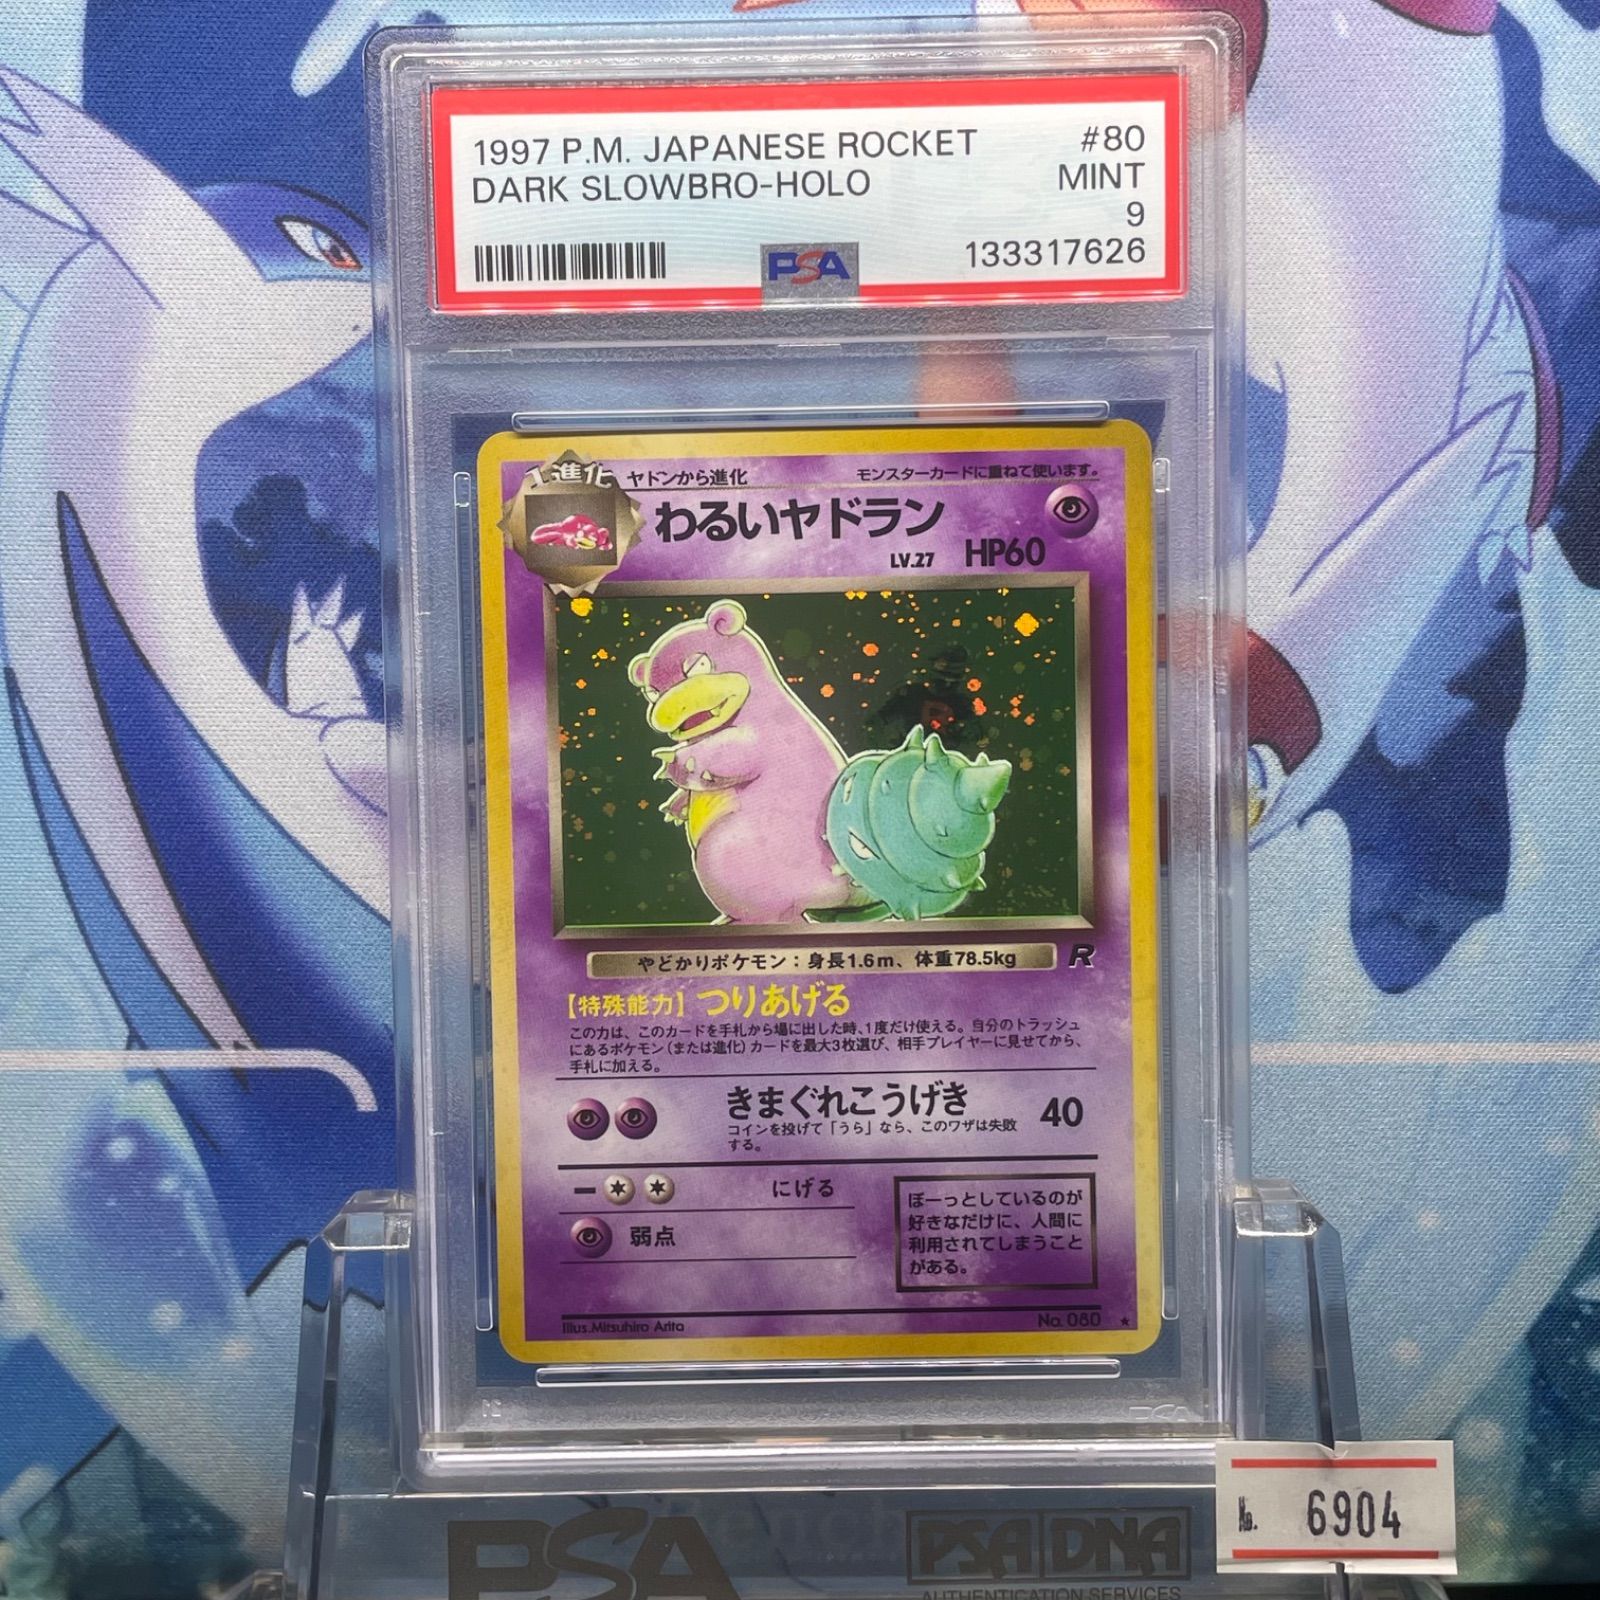 1997 P.M. JAPANESE ROCKET #80
DARK SLOWBRO-HOLO MINT
9
PSA 133317626
1進化 ヤドンから進化 モンスターカードに重ねて使います。
わるいヤドラン
LV.27 HP60
やどかりポケモン：身長1.6m、体重78.5kg R
【特殊能力】つりあげる
この力は、このカードを手札から場に出した時、1度だけ使える。自分のトラッシュ
にあるポケモン(または進化)カードを最大3枚選び、相手プレイヤーに見せてから、
手札に加える。
きまぐれこうげき 40
コインを投げて「うら」なら、このワザは失敗
する。
にげる
弱点
ぼーっとしているのが
好きなだけに、人間に
利用されてしまうこと
がある。
Illus.Mitsuhiro Arita No.080 ★
PSA
No. 6904
PSA PSA DNA
AUTHENTICATION SERVICES